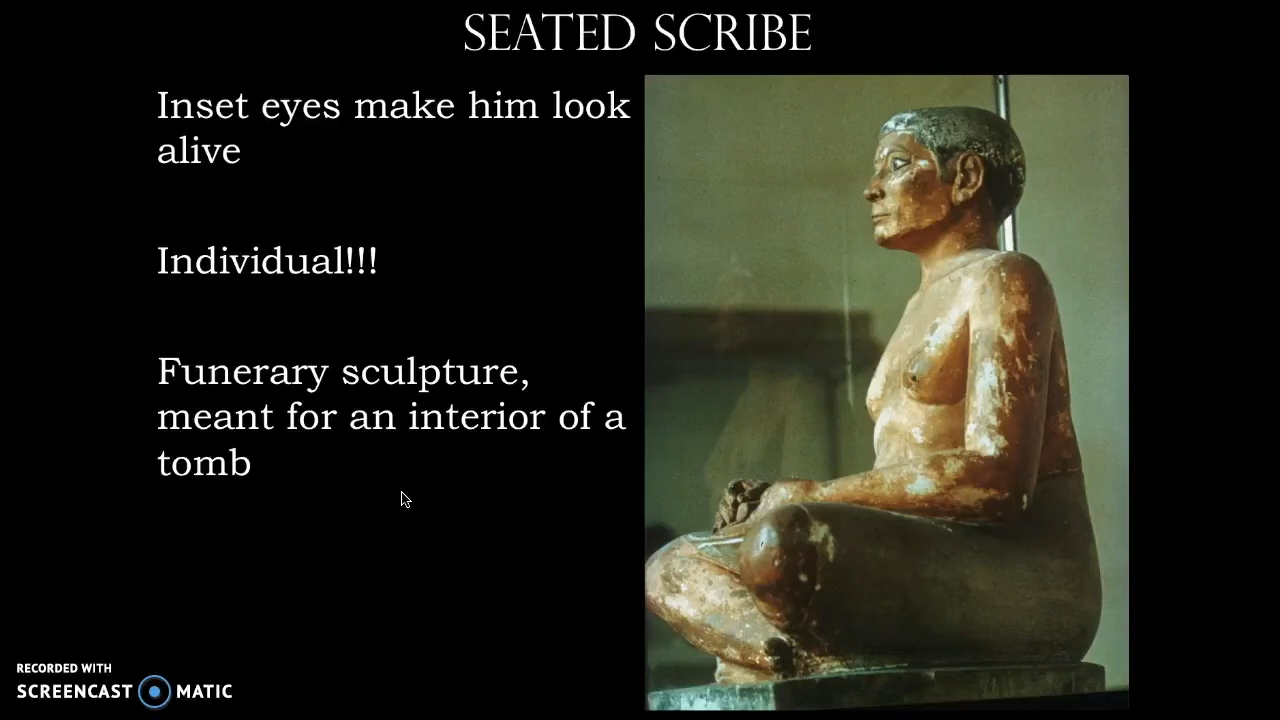 SEATED SCRIBE
Inset eyes make him look
alive
Individual!!!
Funerary sculpture,
meant for an interior of a
tomb
RECORDED WITH
SCREENCAST MATIC